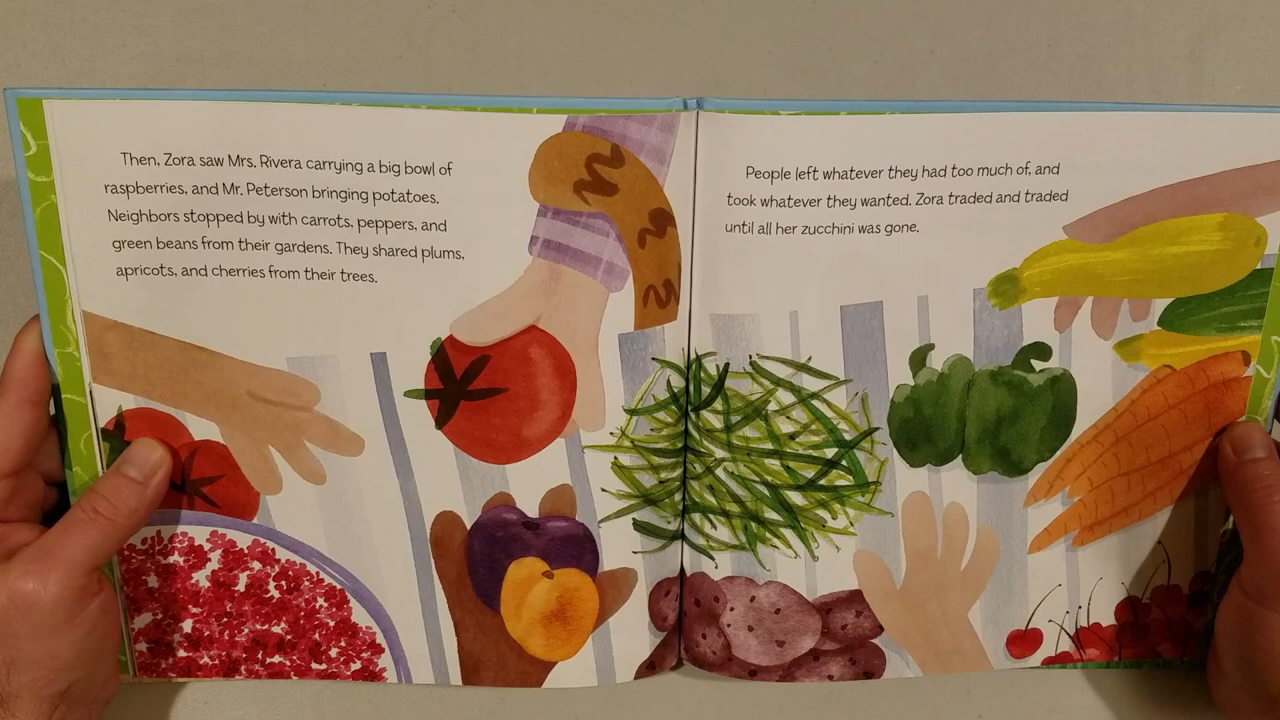 Then, Zora saw Mrs. Rivera carrying a big bowl of
raspberries, and Mr. Peterson bringing potatoes.
Neighbors stopped by with carrots, peppers, and
green beans from their gardens. They shared plums,
apricots, and cherries from their trees.
People left whatever they had too much of, and
took whatever they wanted. Zora traded and traded
until all her zucchini was gone.